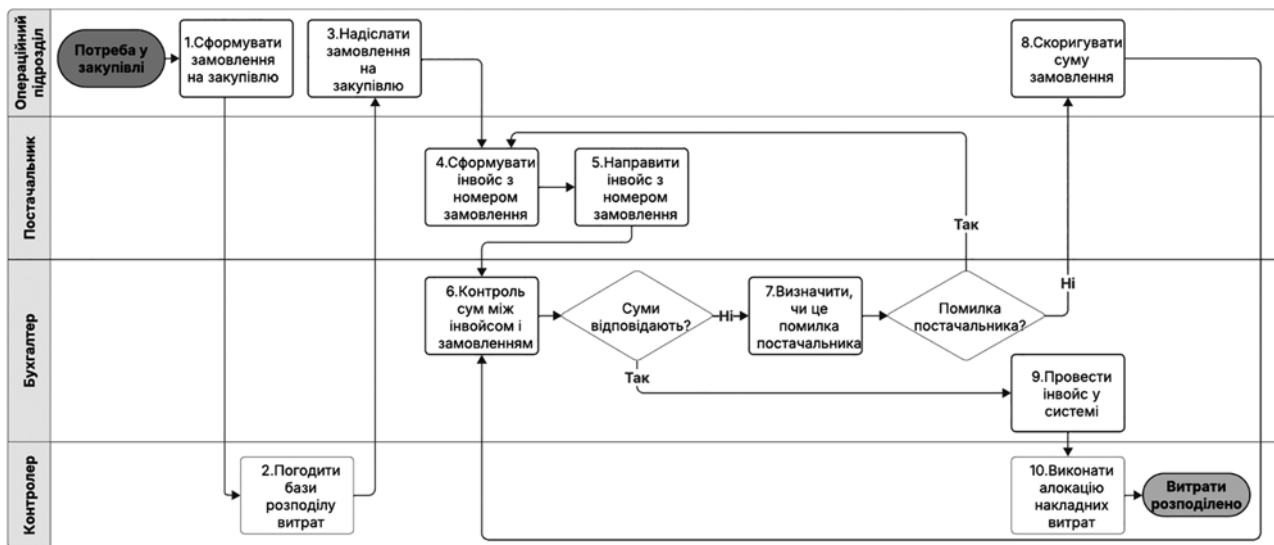 Операційний
підрозділ
Потреба у
закупівлі
1.Сформувати
замовлення
на закупівлю
3.Надіслати
замовлення
на
закупівлю
8.Скоригувати
суму
замовлення
Постачальник
4.Сформувати
інвойс з
номером
замовлення
5.Направити
інвойс з
номером
замовлення
Так
Ні
Бухгалтер
6.Контроль
сум між
інвойсом і
замовленням
Суми
відповідають?
Ні
7.Визначити,
чи це
помилка
постачальника
Помилка
постачальника?
Так
9.Провести
інвойс у
системі
Контролер
2.Погодити
бази
розподілу
витрат
10.Виконати
алокацію
накладних
витрат
Витрати
розподілено